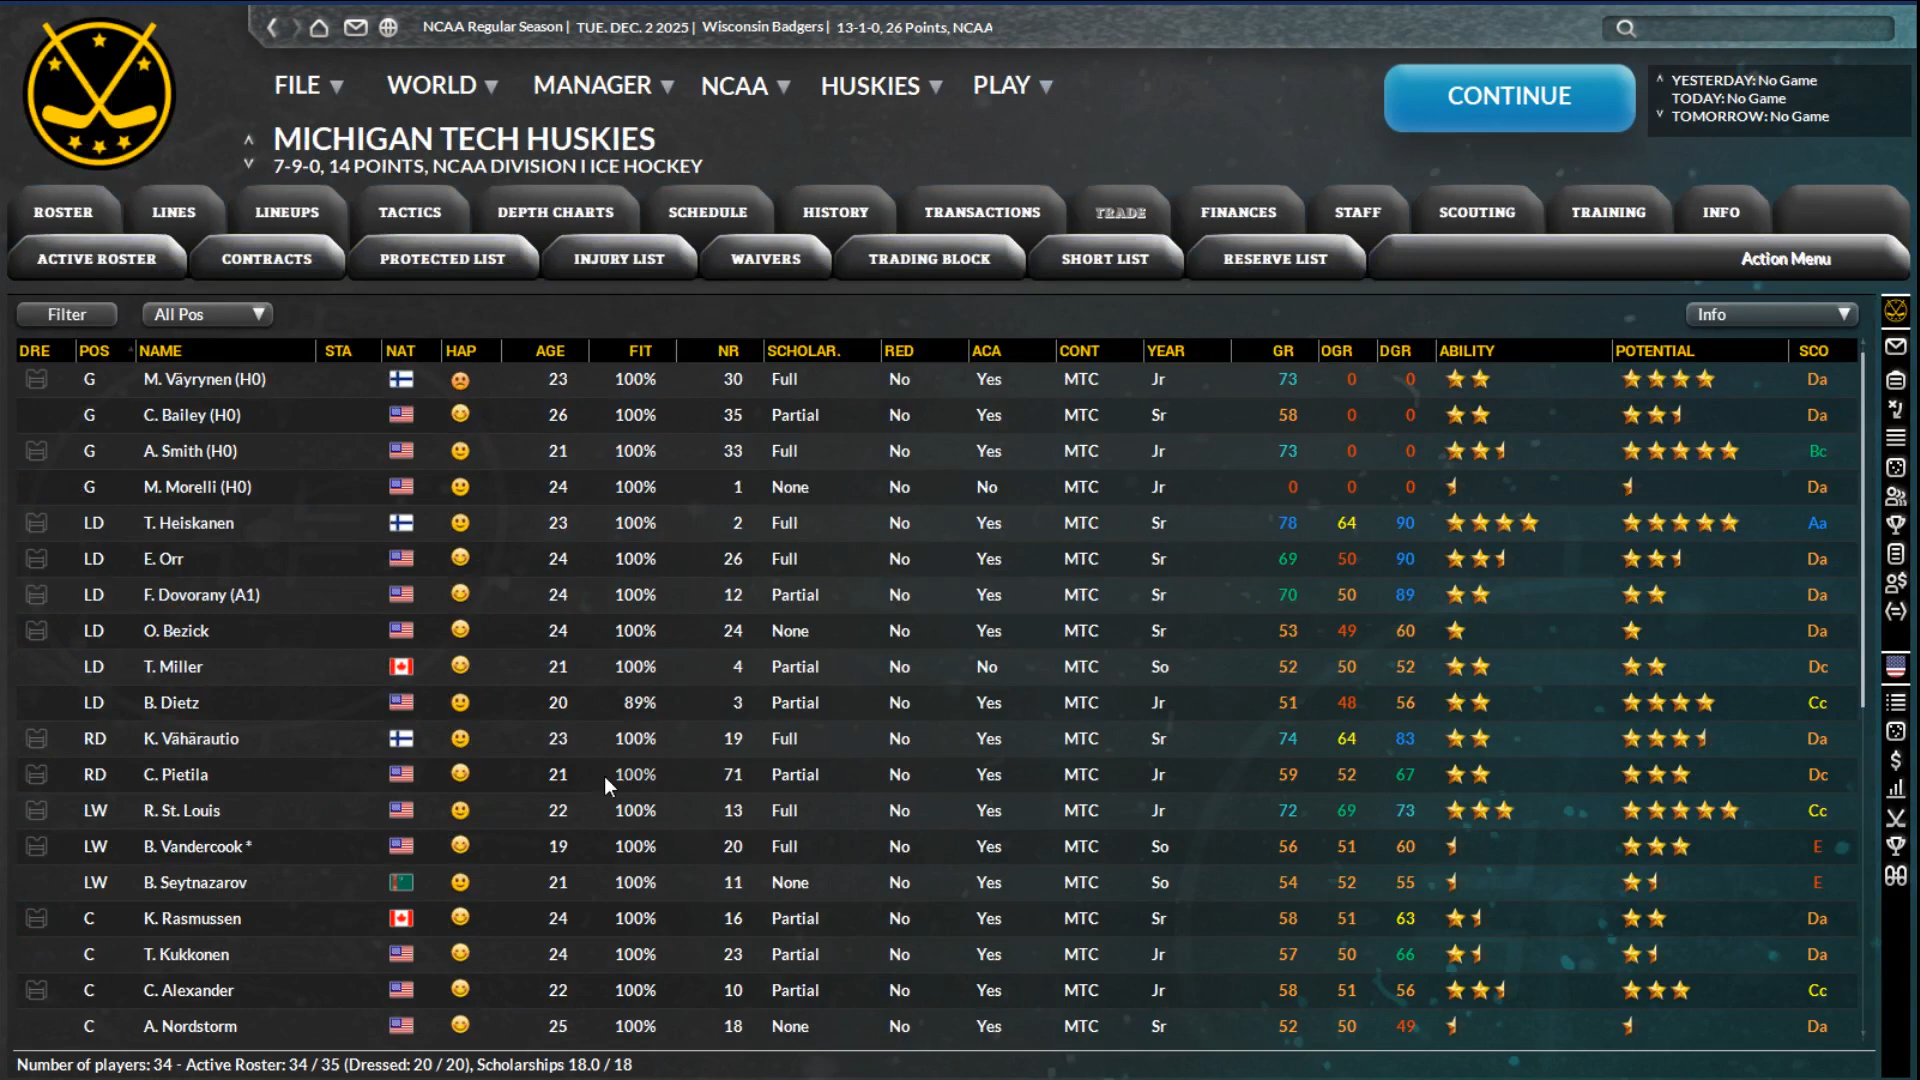 NCAA Regular Season | TUE. DEC. 2 2025 | Wisconsin Badgers | 13-1-0, 26 Points, NCAA
FILE WORLD MANAGER NCAA HUSKIES PLAY
CONTINUE
YESTERDAY: No Game
TODAY: No Game
TOMORROW: No Game
MICHIGAN TECH HUSKIES
7-9-0, 14 POINTS, NCAA DIVISION I ICE HOCKEY
ROSTER LINES LINEUPS TACTICS DEPTH CHARTS SCHEDULE HISTORY TRANSACTIONS TRADE FINANCES STAFF SCOUTING TRAINING INFO
ACTIVE ROSTER CONTRACTS PROTECTED LIST INJURY LIST WAIVERS TRADING BLOCK SHORT LIST RESERVE LIST Action Menu
Filter All Pos Info
DRE POS NAME STA NAT HAP AGE FIT NR SCHOLAR. RED ACA CONT YEAR GR OGR DGR ABILITY POTENTIAL SCO
G M. Väyrynen (H0) 23 100% 30 Full No Yes MTC Jr 73 0 0 Da
G C. Bailey (H0) 26 100% 35 Partial No Yes MTC Sr 58 0 0 Da
G A. Smith (H0) 21 100% 33 Full No Yes MTC Jr 73 0 0 Bc
G M. Morelli (H0) 24 100% 1 None No No MTC Jr 0 0 0 Da
LD T. Heiskanen 23 100% 2 Full No Yes MTC Sr 78 64 90 Aa
LD E. Orr 24 100% 26 Full No Yes MTC Sr 69 50 90 Da
LD F. Dovorany (A1) 24 100% 12 Partial No Yes MTC Sr 70 50 89 Da
LD O. Bezick 24 100% 24 None No Yes MTC Sr 53 49 60 Da
LD T. Miller 21 100% 4 Partial No No MTC So 52 50 52 Dc
LD B. Dietz 20 89% 3 Partial No Yes MTC Jr 51 48 56 Cc
RD K. Vähärautio 23 100% 19 Full No Yes MTC Sr 74 64 83 Da
RD C. Pietila 21 100% 71 Partial No Yes MTC Jr 59 52 67 Dc
LW R. St. Louis 22 100% 13 Full No Yes MTC Jr 72 69 73 Cc
LW B. Vandercook * 19 100% 20 Full No Yes MTC So 56 51 60 E
LW B. Seytnazarov 21 100% 11 None No Yes MTC So 54 52 55 E
C K. Rasmussen 24 100% 16 Partial No Yes MTC Sr 58 51 63 Da
C T. Kukkonen 24 100% 23 Partial No Yes MTC Jr 57 50 66 Da
C C. Alexander 22 100% 10 Partial No Yes MTC Jr 58 51 56 Cc
C A. Nordstorm 25 100% 18 None No Yes MTC Sr 52 50 49 Da
Number of players: 34 - Active Roster: 34 / 35 (Dressed: 20 / 20), Scholarships 18.0 / 18